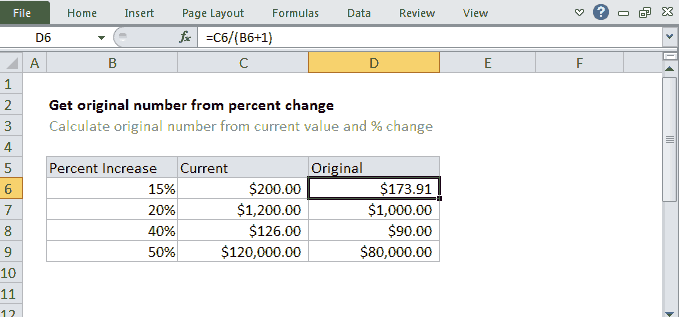 File Home Insert Page Layout Formulas Data Review View ?
D6 fx =C6/(B6+1)
A B C D E F
1
2 Get original number from percent change
3 Calculate original number from current value and % change
4
5 Percent Increase Current Original
6 15% $200.00 $173.91
7 20% $1,200.00 $1,000.00
8 40% $126.00 $90.00
9 50% $120,000.00 $80,000.00
10
11
12